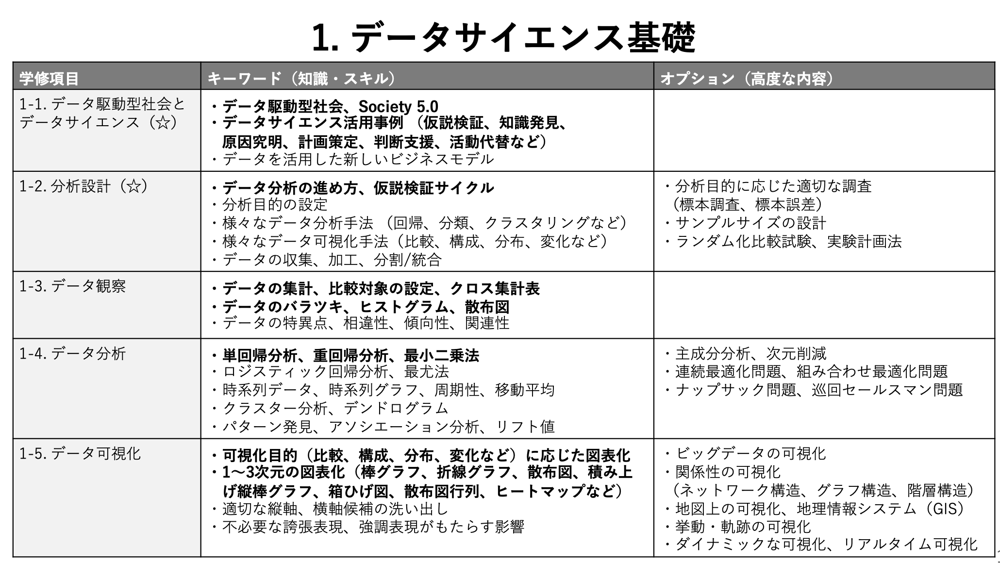 1. データサイエンス基礎
学修項目
キーワード（知識・スキル）
オプション（高度な内容）
1-1. データ駆動型社会と
データサイエンス（☆）
・データ駆動型社会、Society 5.0
・データサイエンス活用事例 （仮説検証、知識発見、
原因究明、計画策定、判断支援、活動代替など）
・データを活用した新しいビジネスモデル
1-2. 分析設計（☆）
・データ分析の進め方、仮説検証サイクル
・分析目的の設定
・様々なデータ分析手法 （回帰、分類、クラスタリングなど）
・様々なデータ可視化手法（比較、構成、分布、変化など）
・データの収集、加工、分割/統合
・分析目的に応じた適切な調査
（標本調査、標本誤差）
・サンプルサイズの設計
・ランダム化比較試験、実験計画法
1-3. データ観察
・データの集計、比較対象の設定、クロス集計表
・データのバラツキ、ヒストグラム、散布図
・データの特異点、相違性、傾向性、関連性
1-4. データ分析
・単回帰分析、重回帰分析、最小二乗法
・ロジスティック回帰分析、最尤法
・時系列データ、時系列グラフ、周期性、移動平均
・クラスター分析、デンドログラム
・パターン発見、アソシエーション分析、リフト値
・主成分分析、次元削減
・連続最適化問題、組み合わせ最適化問題
・ナップサック問題、巡回セールスマン問題
1-5. データ可視化
・可視化目的（比較、構成、分布、変化など）に応じた図表化
・1～3次元の図表化（棒グラフ、折線グラフ、散布図、積み上
げ縦棒グラフ、箱ひげ図、散布図行列、ヒートマップなど）
・適切な縦軸、横軸候補の洗い出し
・不必要な誇張表現、強調表現がもたらす影響
・ビッグデータの可視化
・関係性の可視化
（ネットワーク構造、グラフ構造、階層構造）
・地図上の可視化、地理情報システム（GIS）
・挙動・軌跡の可視化
・ダイナミックな可視化、リアルタイム可視化